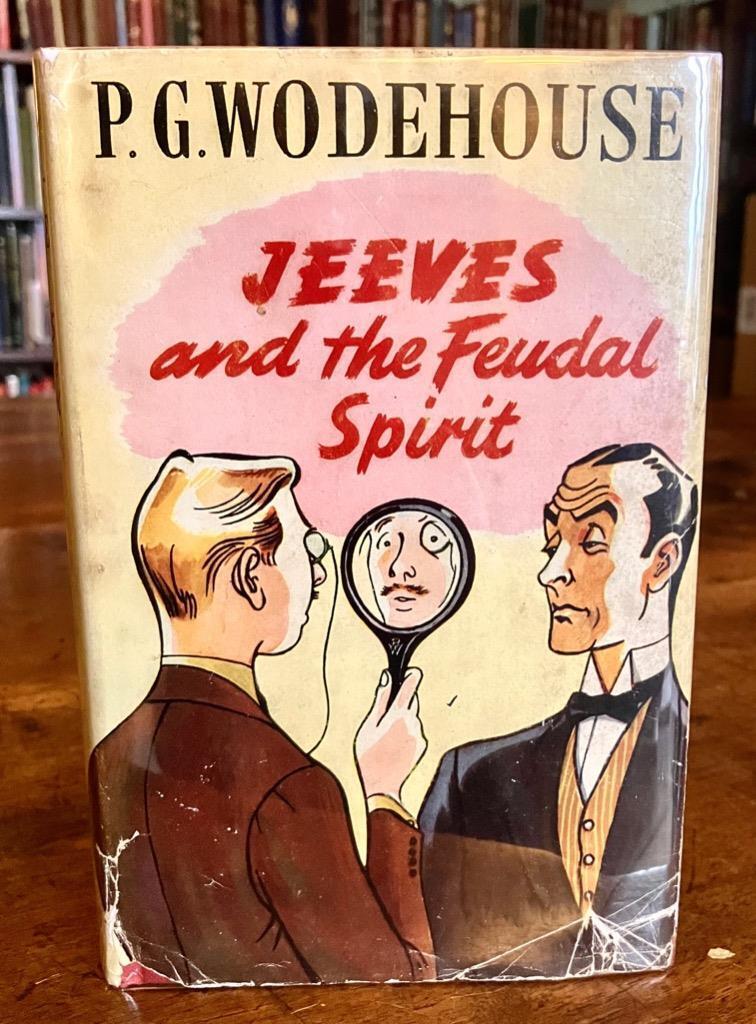 P.G.WODEHOUSE
JEEVES
and the Feudal
Spirit